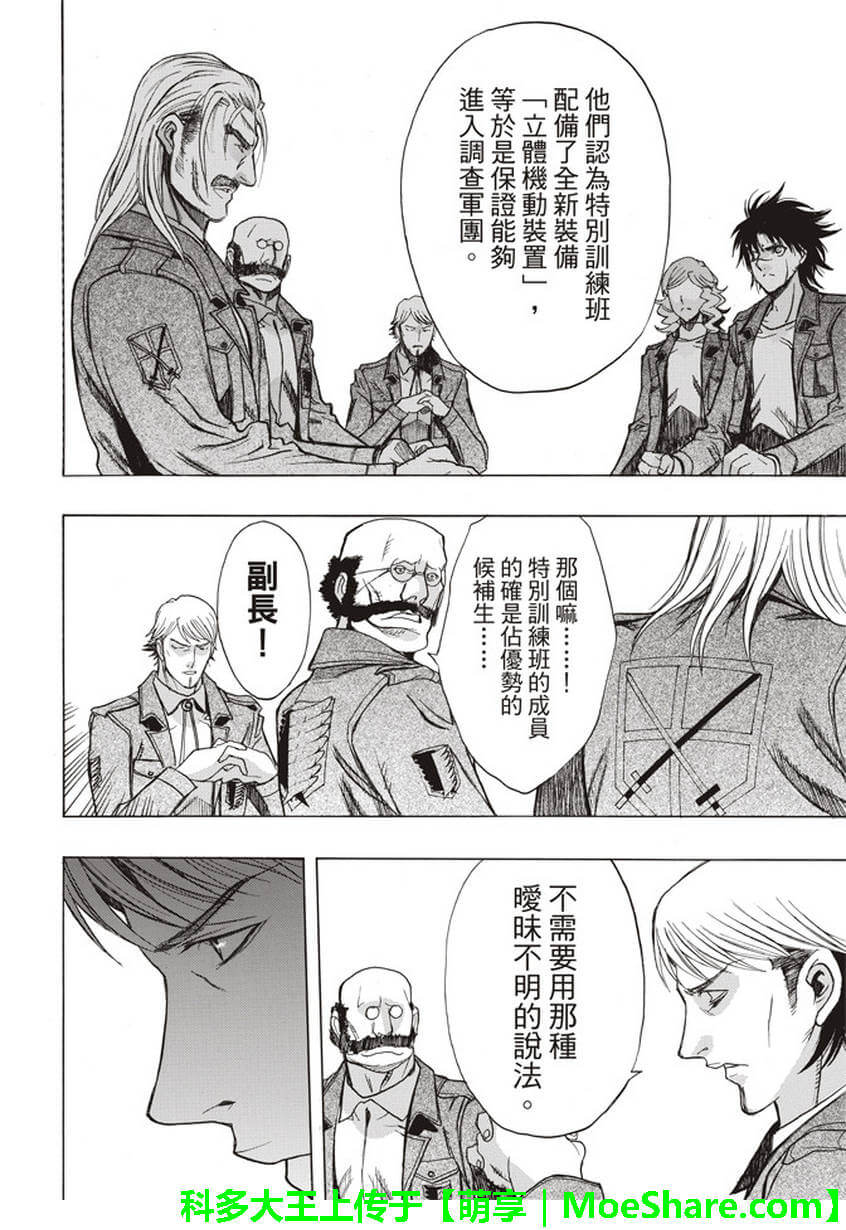 他們認為特別訓練班
配備了全新裝備
「立體機動裝置」，
等於是保證能夠
進入調查軍團。
那個嘛……！
特別訓練班的成員
的確是佔優勢的
候補生……
副長！
不需要用那種
曖昧不明的說法。
科多大王上传于【萌享｜MoeShare.com】